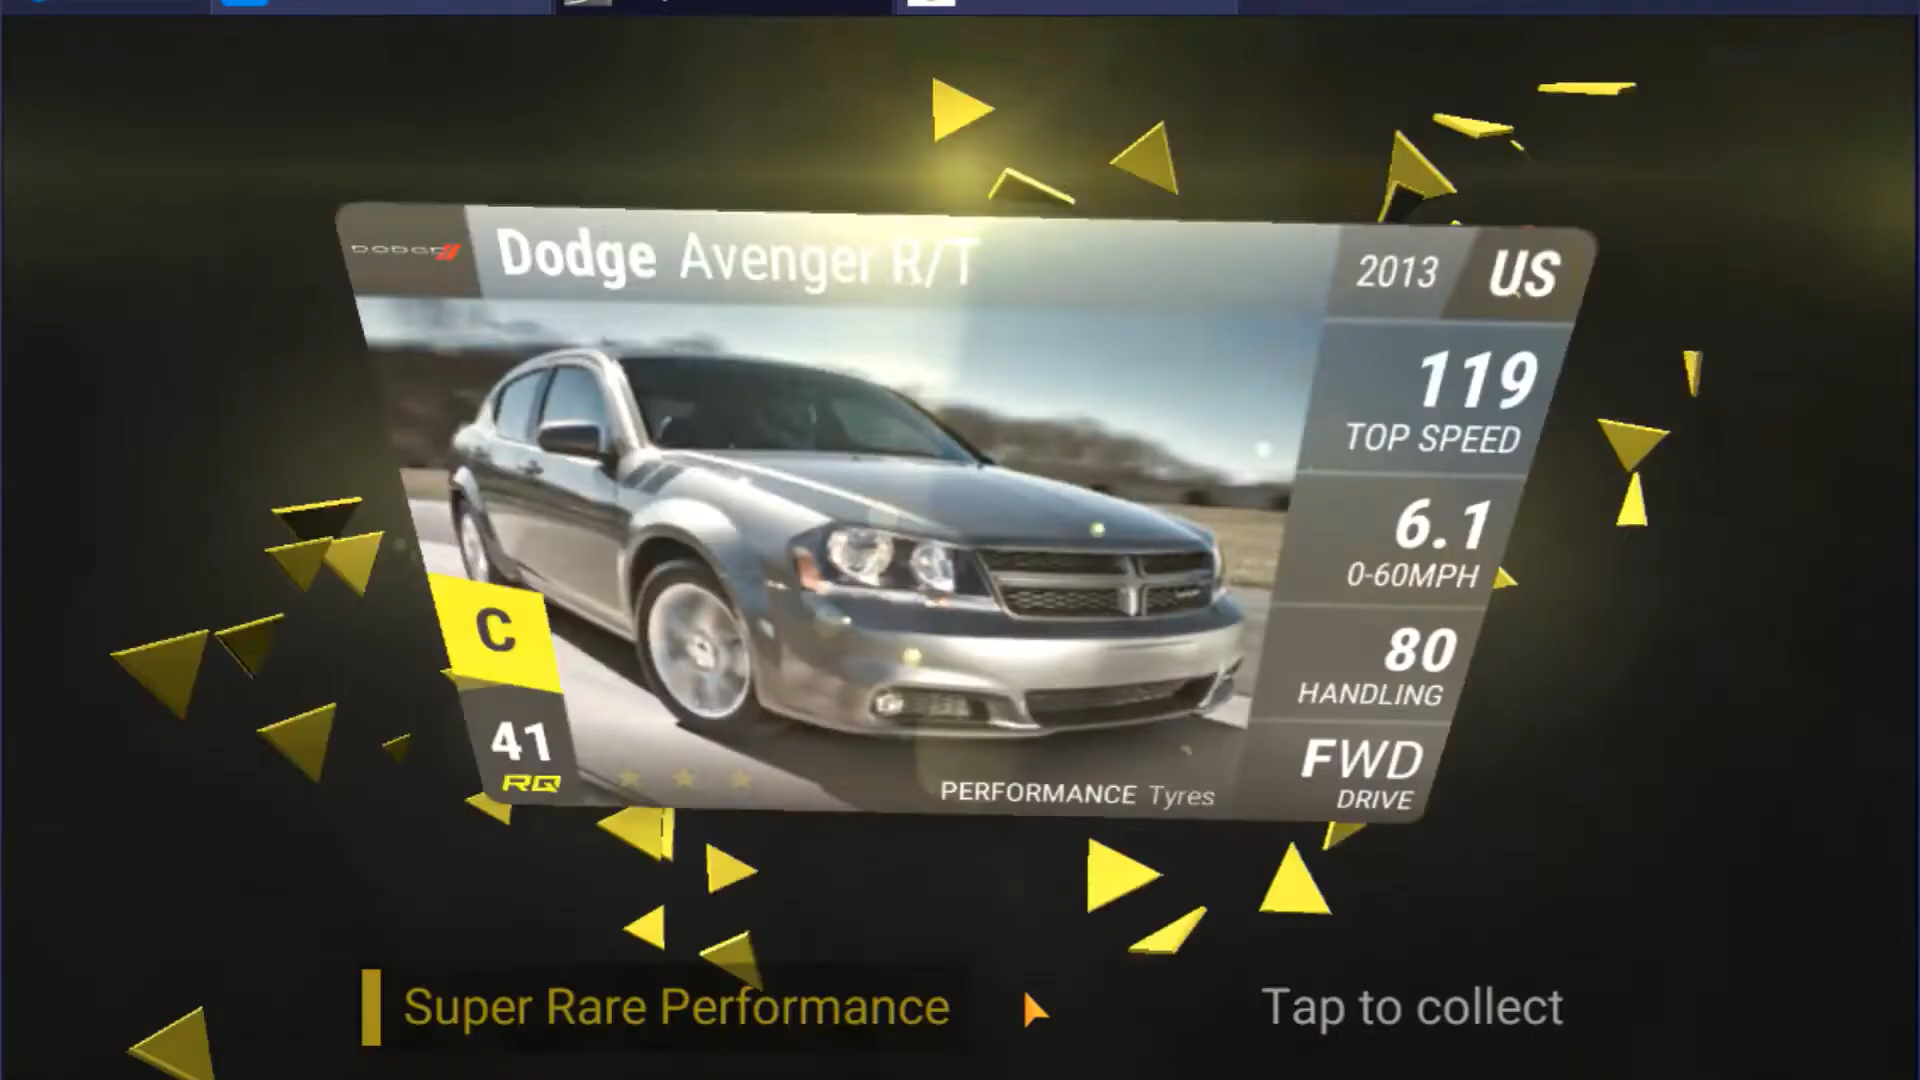 DODGE
Dodge Avenger R/T
2013
US
119
TOP SPEED
6.1
0-60MPH
80
HANDLING
FWD
DRIVE
C
41
RQ
PERFORMANCE Tyres
Super Rare Performance
Tap to collect